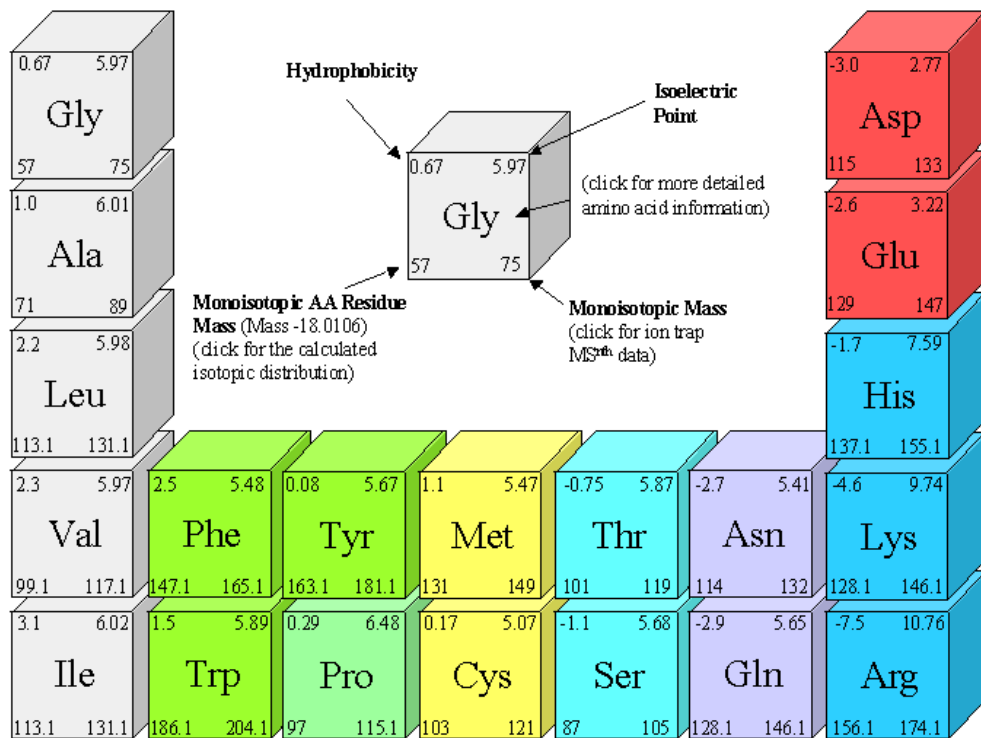 0.67 5.97
Gly
57 75
1.0 6.01
Ala
71 89
2.2 5.98
Leu
113.1 131.1
2.3 5.97
Val
99.1 117.1
3.1 6.02
Ile
113.1 131.1
Hydrophobicity
Isoelectric
Point
0.67 5.97
Gly
57 75
(click for more detailed
amino acid information)
Monoisotopic AA Residue
Mass (Mass -18.0106)
(click for the calculated
isotopic distribution)
Monoisotopic Mass
(click for ion trap
MSⁿᵗʰ data)
2.5 5.48
Phe
147.1 165.1
0.08 5.67
Tyr
163.1 181.1
1.1 5.47
Met
131 149
-0.75 5.87
Thr
101 119
-2.7 5.41
Asn
114 132
1.5 5.89
Trp
186.1 204.1
0.29 6.48
Pro
97 115.1
0.17 5.07
Cys
103 121
-1.1 5.68
Ser
87 105
-2.9 5.65
Gln
128.1 146.1
-3.0 2.77
Asp
115 133
-2.6 3.22
Glu
129 147
-1.7 7.59
His
137.1 155.1
-4.6 9.74
Lys
128.1 146.1
-7.5 10.76
Arg
156.1 174.1